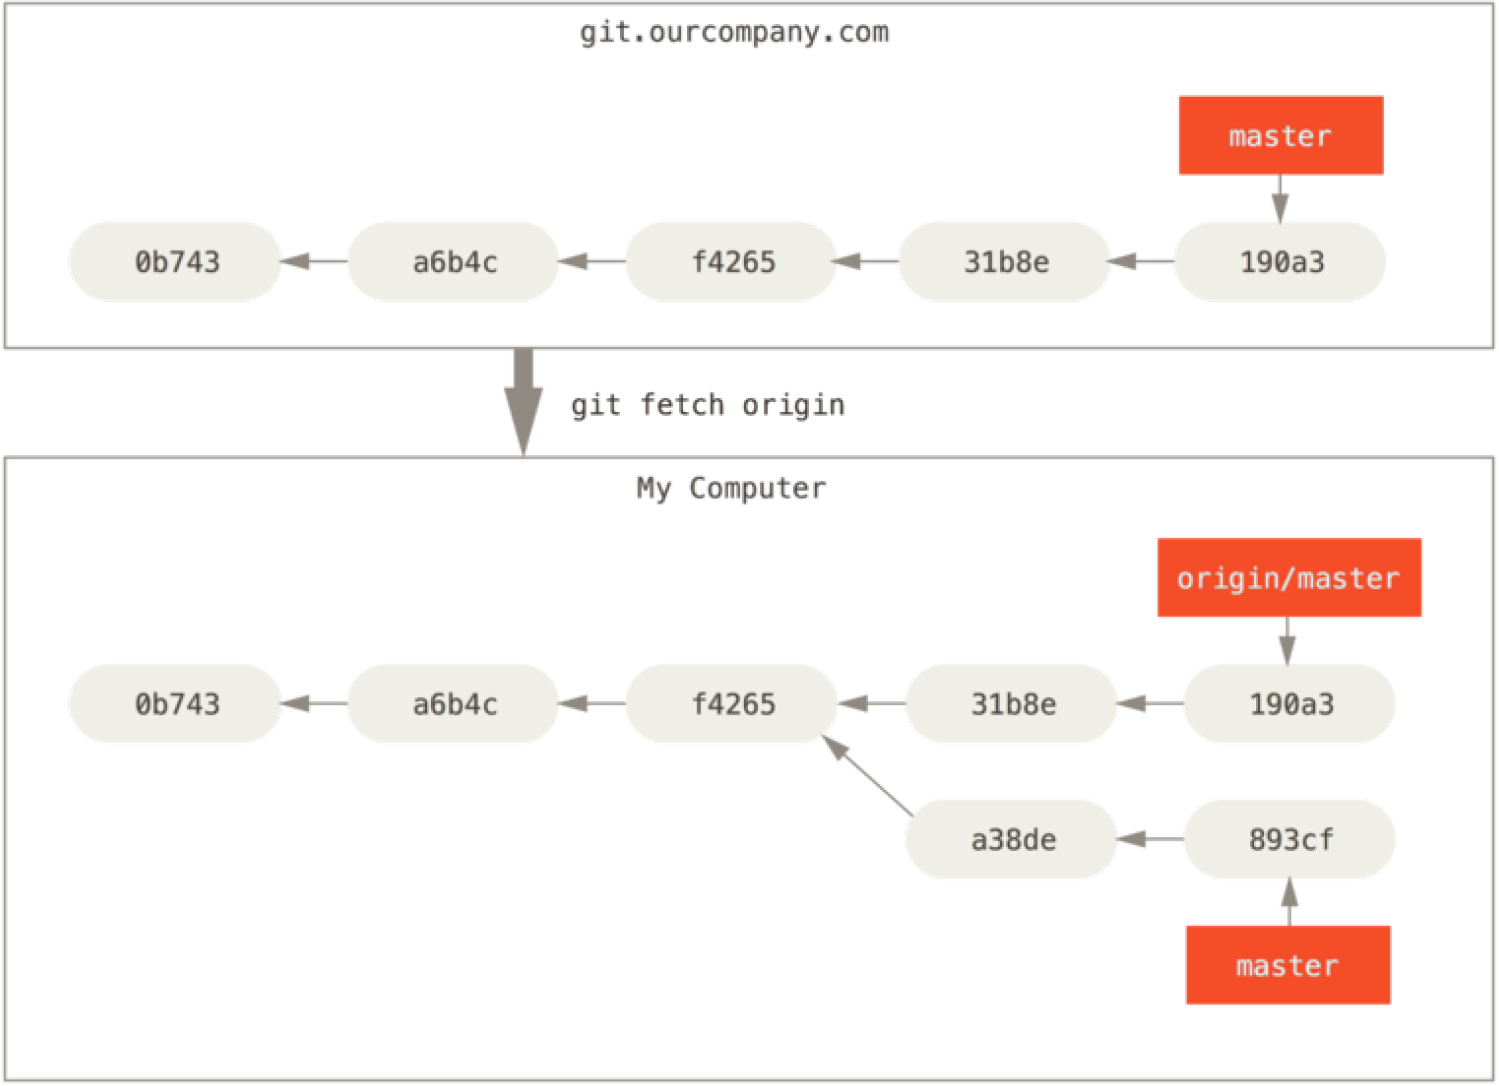 git.ourcompany.com
master
0b743 a6b4c f4265 31b8e 190a3
git fetch origin
My Computer
origin/master
0b743 a6b4c f4265 31b8e 190a3
a38de 893cf
master